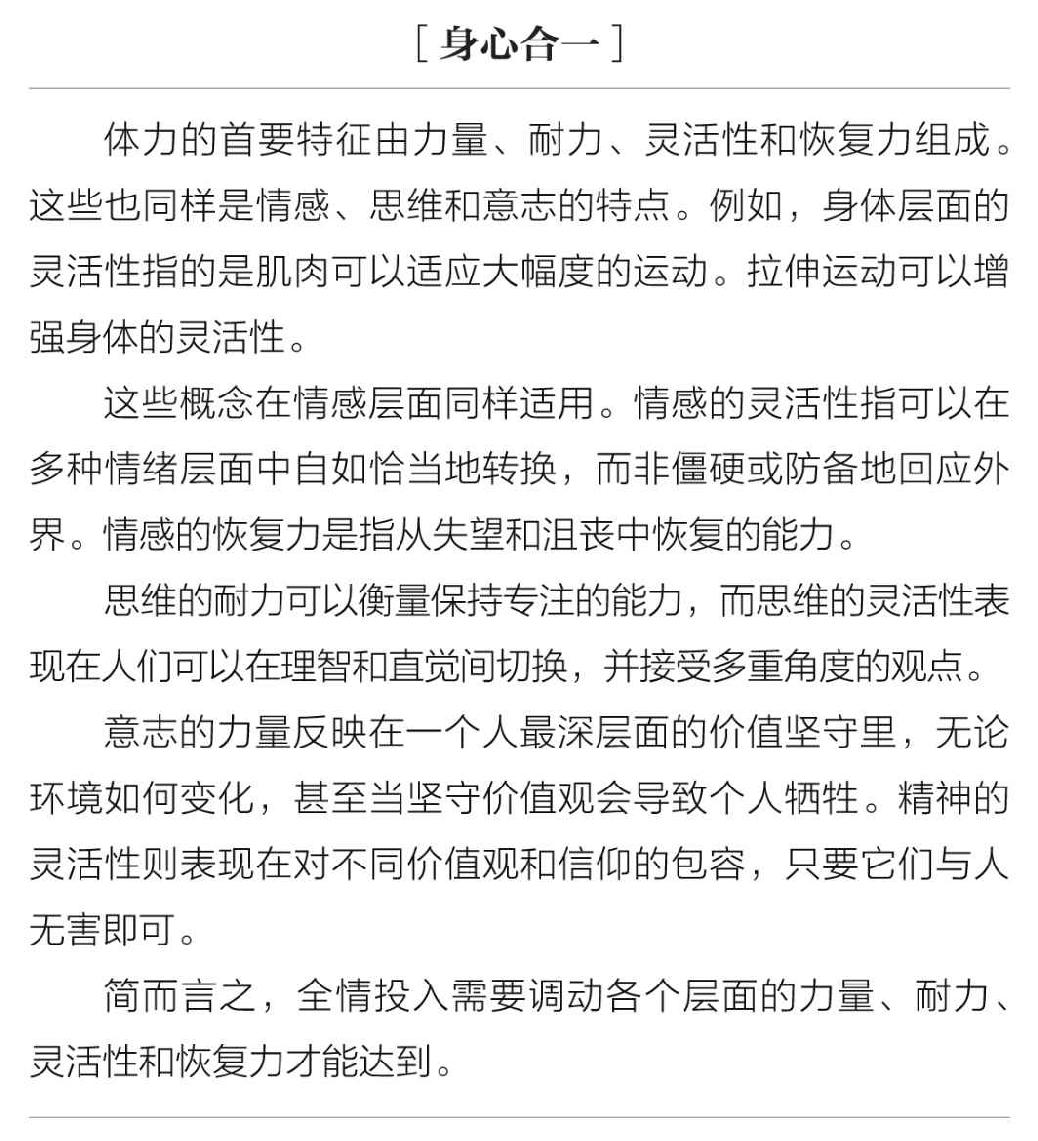 [ 身心合一 ]
体力的首要特征由力量、耐力、灵活性和恢复力组成。
这些也同样是情感、思维和意志的特点。例如，身体层面的
灵活性指的是肌肉可以适应大幅度的运动。拉伸运动可以增
强身体的灵活性。
这些概念在情感层面同样适用。情感的灵活性指可以在
多种情绪层面中自如恰当地转换，而非僵硬或防备地回应外
界。情感的恢复力是指从失望和沮丧中恢复的能力。
思维的耐力可以衡量保持专注的能力，而思维的灵活性表
现在人们可以在理智和直觉间切换，并接受多重角度的观点。
意志的力量反映在一个人最深层面的价值坚守里，无论
环境如何变化，甚至当坚守价值观会导致个人牺牲。精神的
灵活性则表现在对不同价值观和信仰的包容，只要它们与人
无害即可。
简而言之，全情投入需要调动各个层面的力量、耐力、
灵活性和恢复力才能达到。